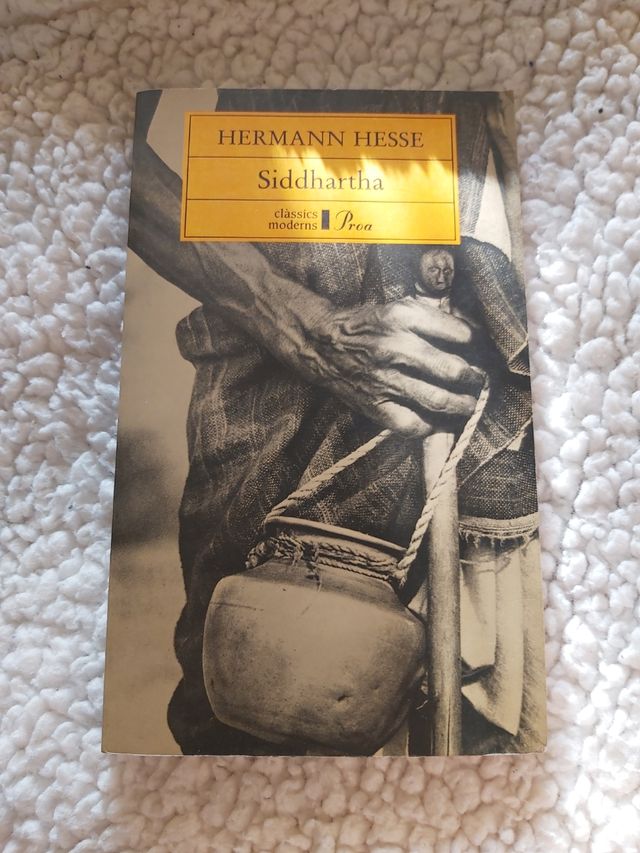 HERMANN HESSE
Siddhartha
clàssics
moderns Proa